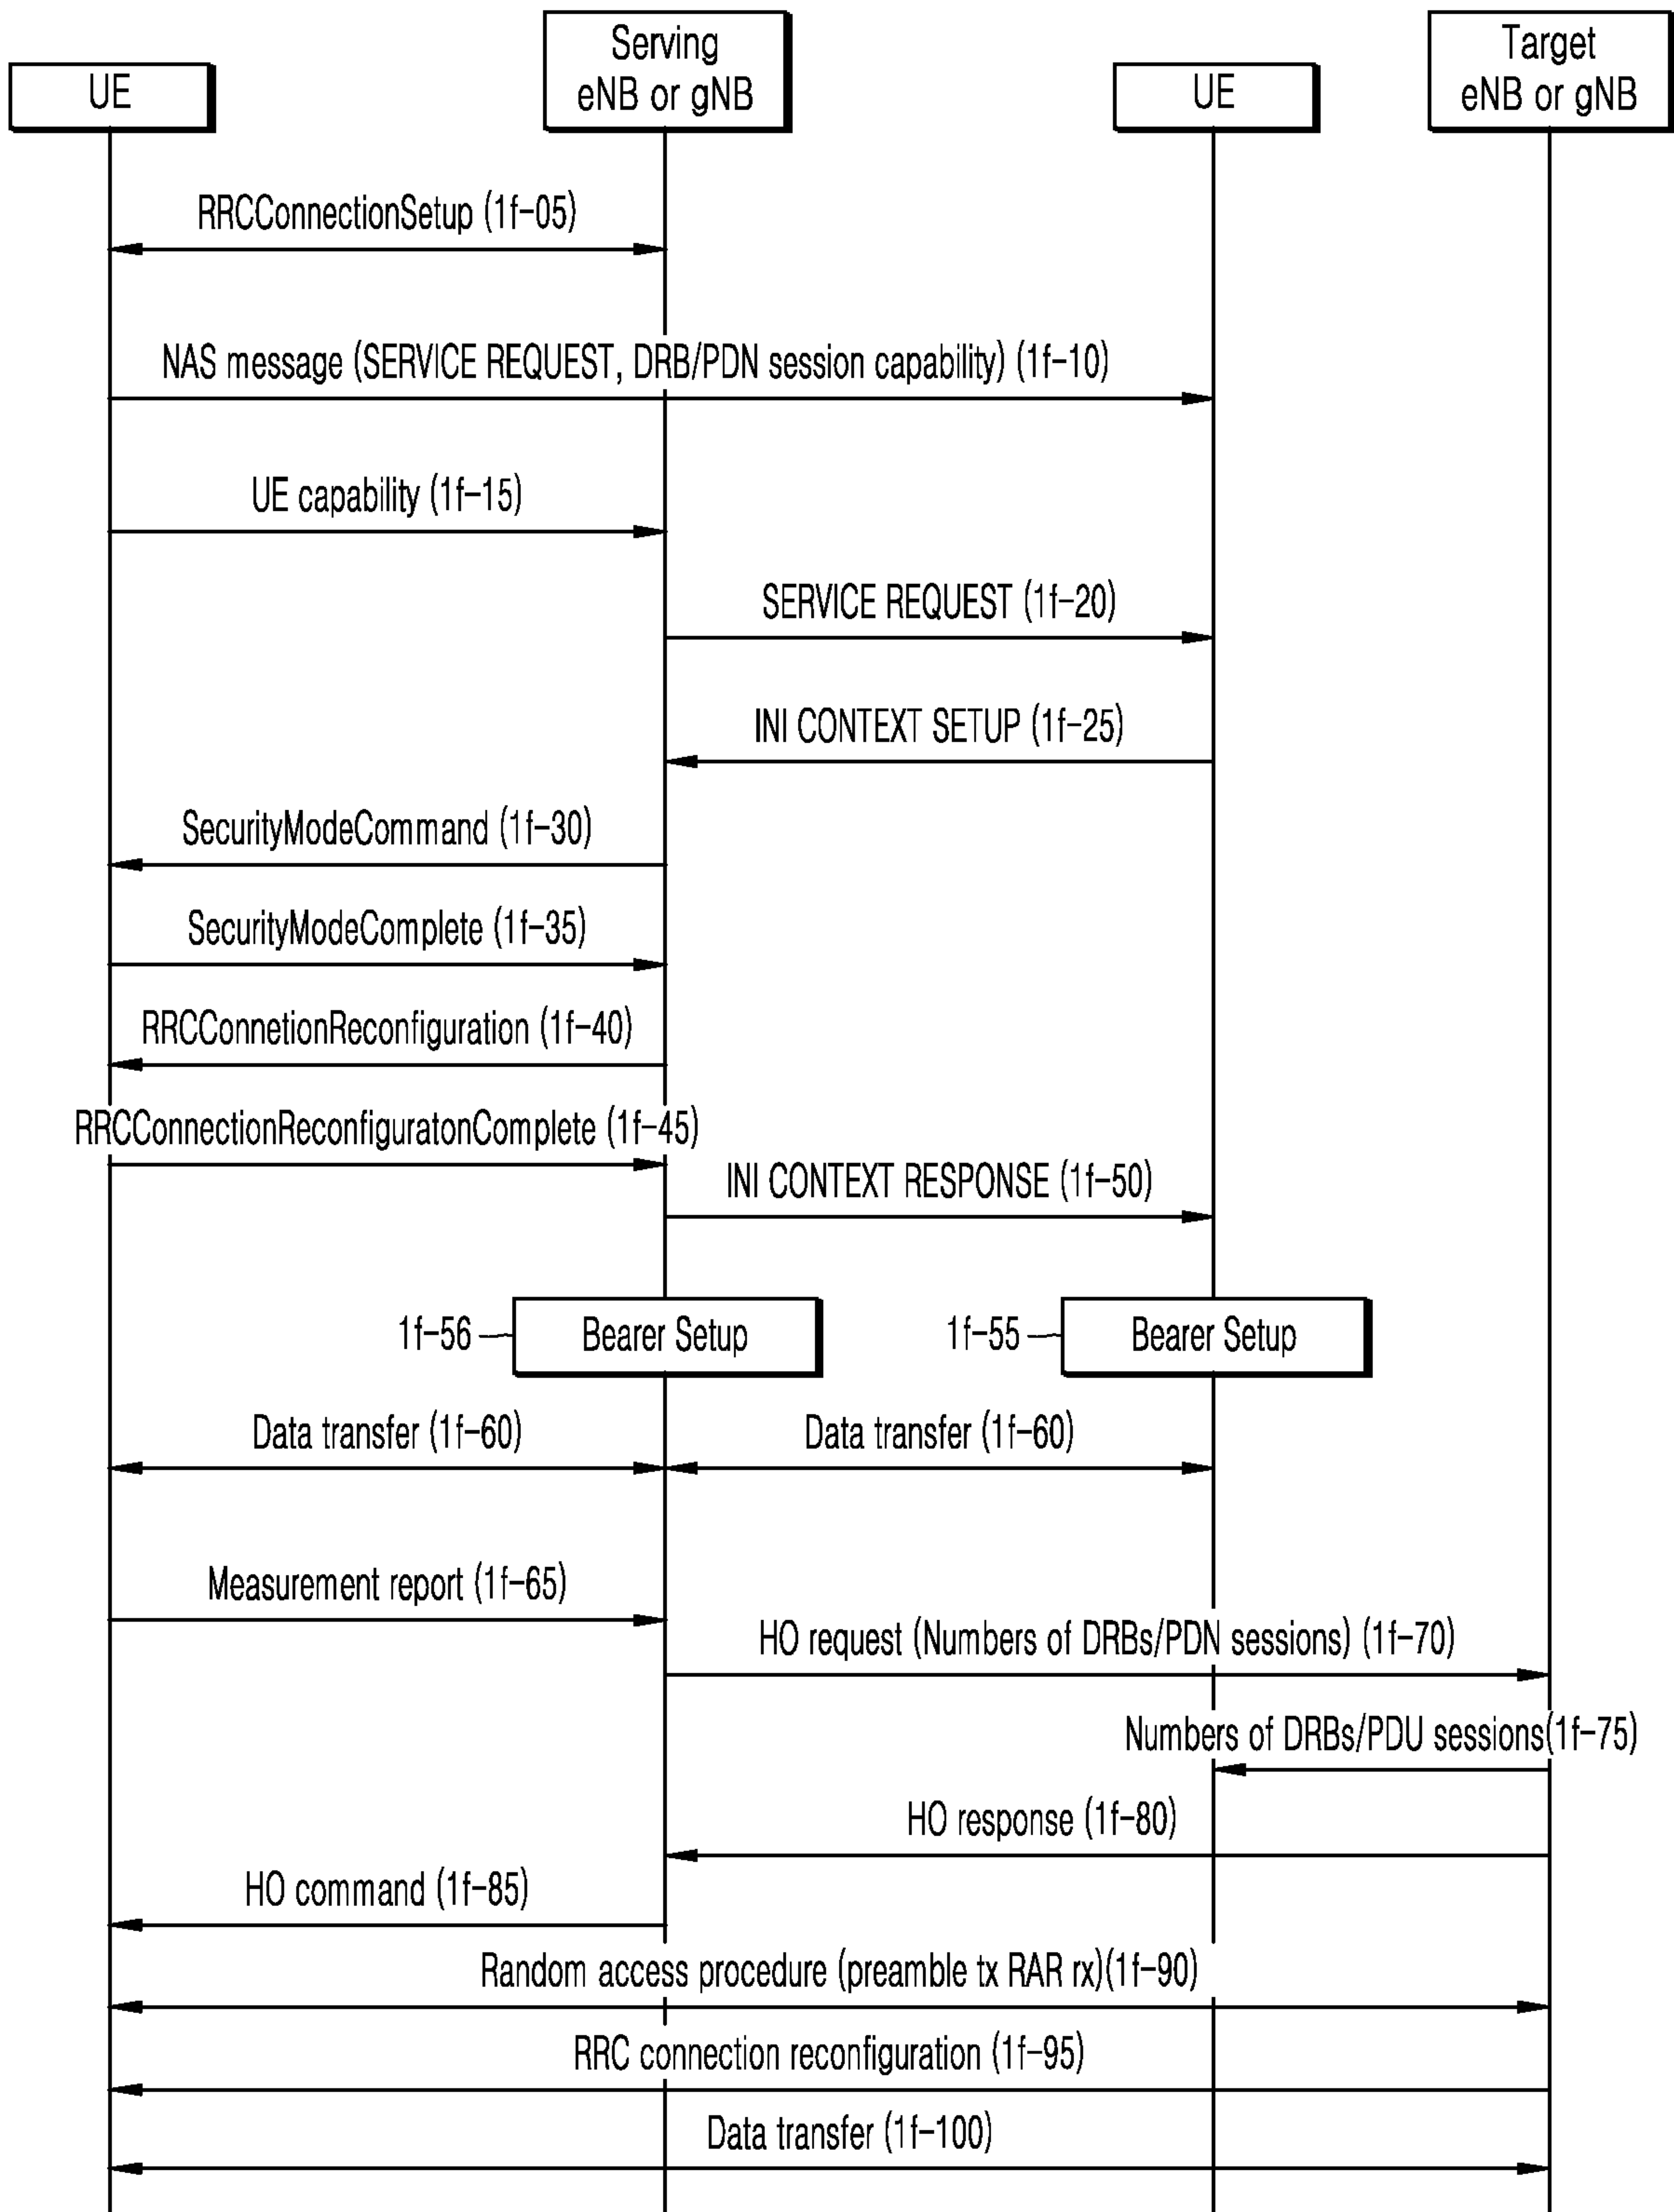 UE
Serving
eNB or gNB
UE
Target
eNB or gNB
RRCConnectionSetup (1f-05)
NAS message (SERVICE REQUEST, DRB/PDN session capability) (1f-10)
UE capability (1f-15)
SERVICE REQUEST (1f-20)
INI CONTEXT SETUP (1f-25)
SecurityModeCommand (1f-30)
SecurityModeComplete (1f-35)
RRCConnetionReconfiguration (1f-40)
RRCConnectionReconfiguratonComplete (1f-45)
INI CONTEXT RESPONSE (1f-50)
1f-56
Bearer Setup
1f-55
Bearer Setup
Data transfer (1f-60)
Data transfer (1f-60)
Measurement report (1f-65)
HO request (Numbers of DRBs/PDN sessions) (1f-70)
Numbers of DRBs/PDU sessions(1f-75)
HO response (1f-80)
HO command (1f-85)
Random access procedure (preamble tx RAR rx)(1f-90)
RRC connection reconfiguration (1f-95)
Data transfer (1f-100)